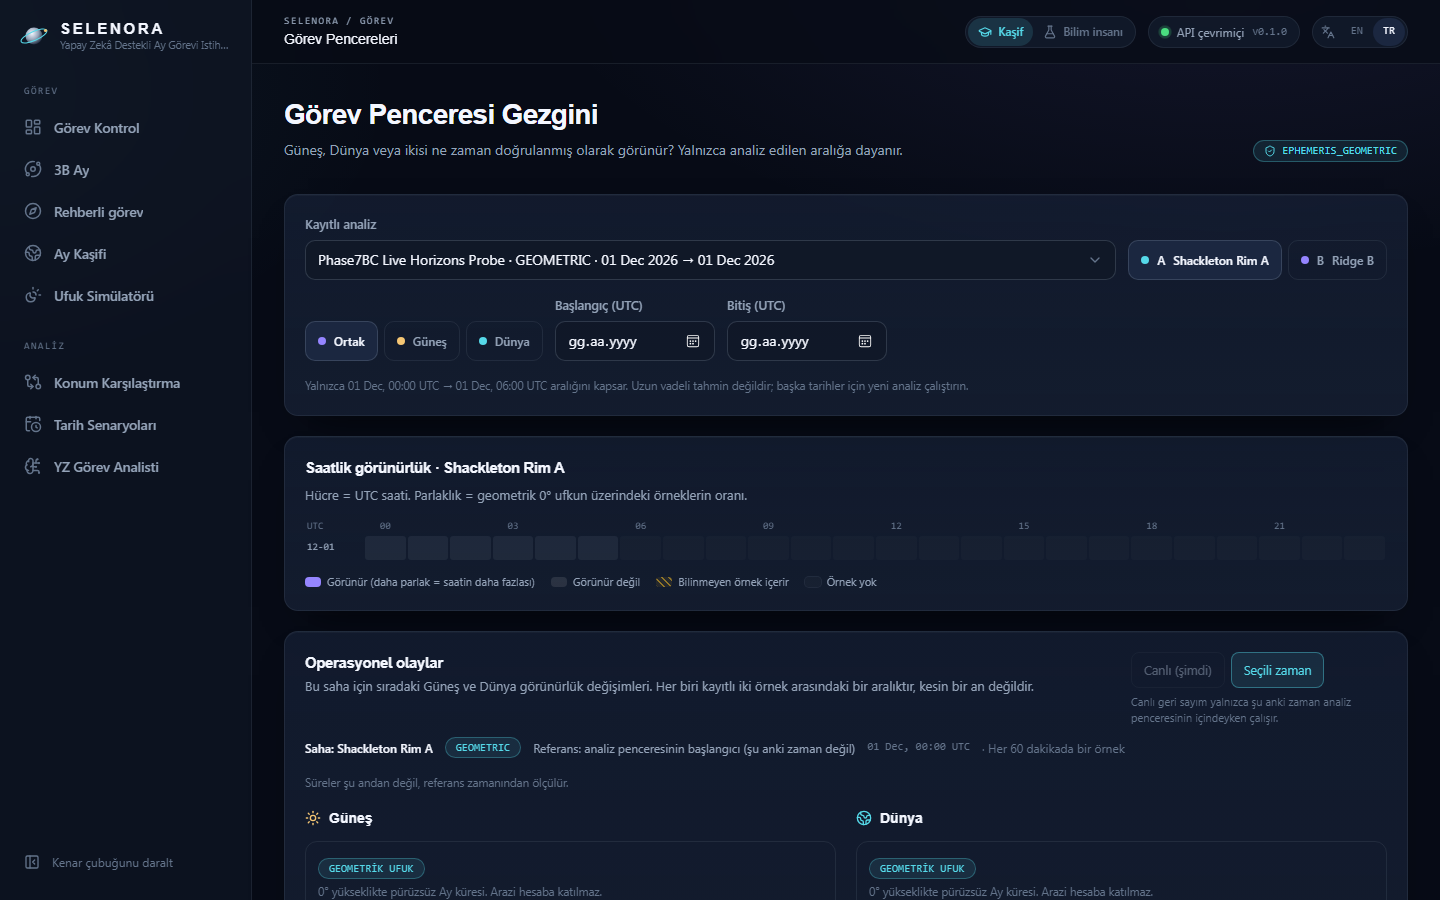 SELENORA
Yapay Zekâ Destekli Ay Görevi İstih...
GÖREV
Görev Kontrol
3B Ay
Rehberli görev
Ay Kaşifi
Ufuk Simülatörü
ANALİZ
Konum Karşılaştırma
Tarih Senaryoları
YZ Görev Analisti
Kenar çubuğunu daralt
SELENORA / GÖREV
Görev Pencereleri
Kaşif
Bilim insanı
API çevrimiçi v0.1.0
EN
TR
Görev Penceresi Gezgini
Güneş, Dünya veya ikisi ne zaman doğrulanmış olarak görünür? Yalnızca analiz edilen aralığa dayanır.
EPHEMERIS_GEOMETRIC
Kayıtlı analiz
Phase7BC Live Horizons Probe · GEOMETRIC · 01 Dec 2026 → 01 Dec 2026
A Shackleton Rim A
B Ridge B
Başlangıç (UTC)
Bitiş (UTC)
Ortak
Güneş
Dünya
gg.aa.yyyy
gg.aa.yyyy
Yalnızca 01 Dec, 00:00 UTC → 01 Dec, 06:00 UTC aralığını kapsar. Uzun vadeli tahmin değildir; başka tarihler için yeni analiz çalıştırın.
Saatlik görünürlük · Shackleton Rim A
Hücre = UTC saati. Parlaklık = geometrik 0° ufkun üzerindeki örneklerin oranı.
UTC 00 03 06 09 12 15 18 21
12-01
Görünür (daha parlak = saatin daha fazlası)
Görünür değil
Bilinmeyen örnek içerir
Örnek yok
Operasyonel olaylar
Bu saha için sıradaki Güneş ve Dünya görünürlük değişimleri. Her biri kayıtlı iki örnek arasındaki bir aralıktır, kesin bir an değildir.
Canlı (şimdi)
Seçili zaman
Canlı geri sayım yalnızca şu anki zaman analiz
penceresinin içindeyken çalışır.
Saha: Shackleton Rim A
GEOMETRIC
Referans: analiz penceresinin başlangıcı (şu anki zaman değil)
01 Dec, 00:00 UTC
· Her 60 dakikada bir örnek
Süreler şu andan değil, referans zamanından ölçülür.
Güneş
Dünya
GEOMETRİK UFUK
0° yükseklikte pürüzsüz Ay küresi. Arazi hesaba katılmaz.
GEOMETRİK UFUK
0° yükseklikte pürüzsüz Ay küresi. Arazi hesaba katılmaz.